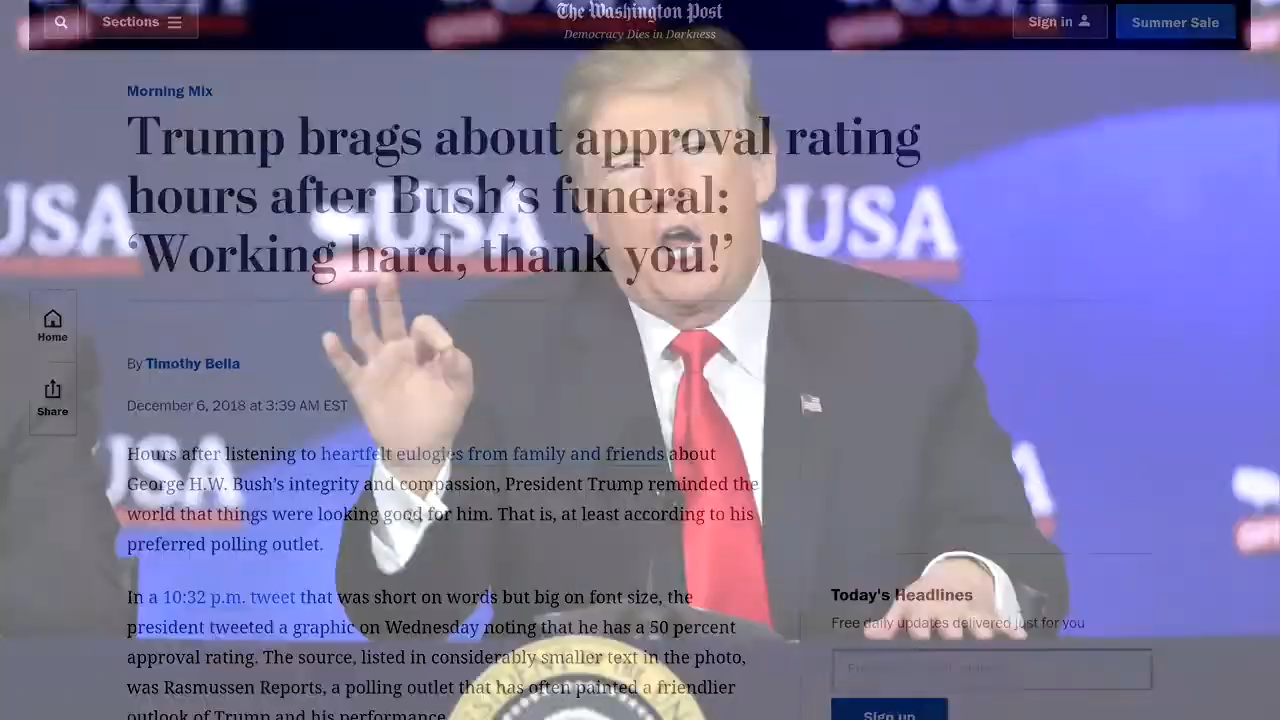 The Washington Post
Sections
Democracy Dies in Darkness
Sign in
Summer Sale
Morning Mix
Trump brags about approval rating
hours after Bush's funeral:
'Working hard, thank you!'
USA
USA
USA
Home
Share
By Timothy Bella
December 6, 2018 at 3:39 AM EST
Hours after listening to heartfelt eulogies from family and friends about
George H.W. Bush's integrity and compassion, President Trump reminded the
world that things were looking good for him. That is, at least according to his
preferred polling outlet.
USA
In a 10:32 p.m. tweet that was short on words but big on font size, the
president tweeted a graphic on Wednesday noting that he has a 50 percent
approval rating. The source, listed in considerably smaller text in the photo,
was Rasmussen Reports, a polling outlet that has often painted a friendlier
outlook of Trump and his performance
Today's Headlines
Free daily updates delivered just for you
Sign up